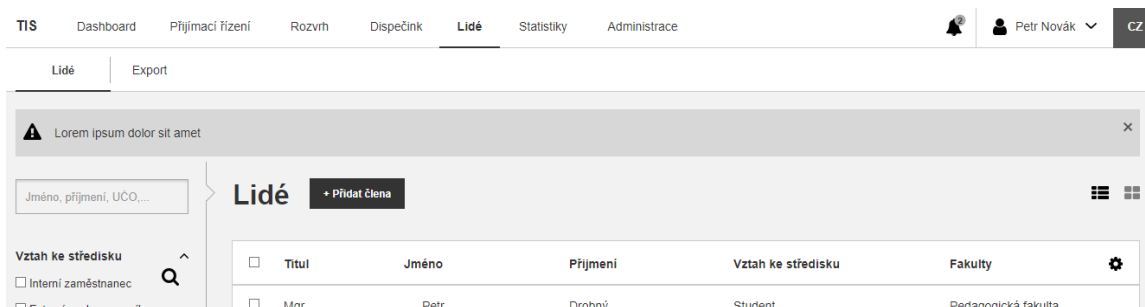 TIS Dashboard Přijímací řízení Rozvrh Dispečink Lidé Statistiky Administrace 2 Petr Novák CZ
Lidé Export
Lorem ipsum dolor sit amet ×
Jméno, příjmení, UČO,...
Lidé + Přidat člena
Vztah ke středisku
Interní zaměstnanec
Titul Jméno Příjmení Vztah ke středisku Fakulty
Mgr. Petr Drobný Student Pedagogická fakulta